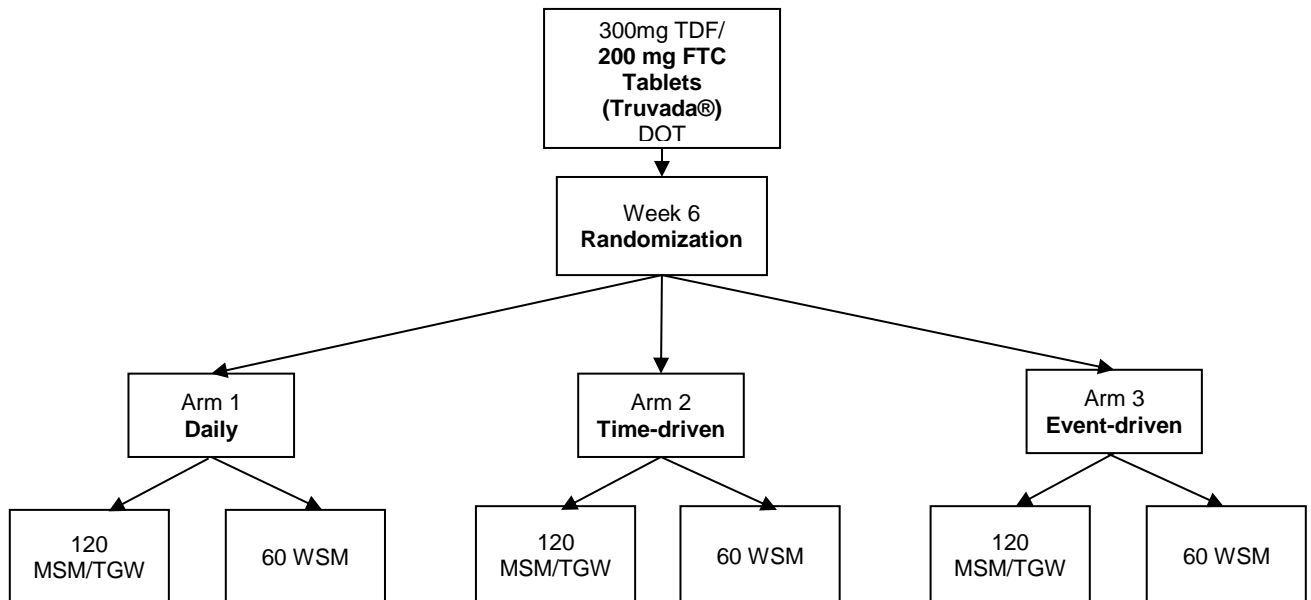 300mg TDF/
200 mg FTC
Tablets
(Truvada®)
DOT
Week 6
Randomization
Arm 1
Daily
Arm 2
Time-driven
Arm 3
Event-driven
120
MSM/TGW
60 WSM
120
MSM/TGW
60 WSM
120
MSM/TGW
60 WSM